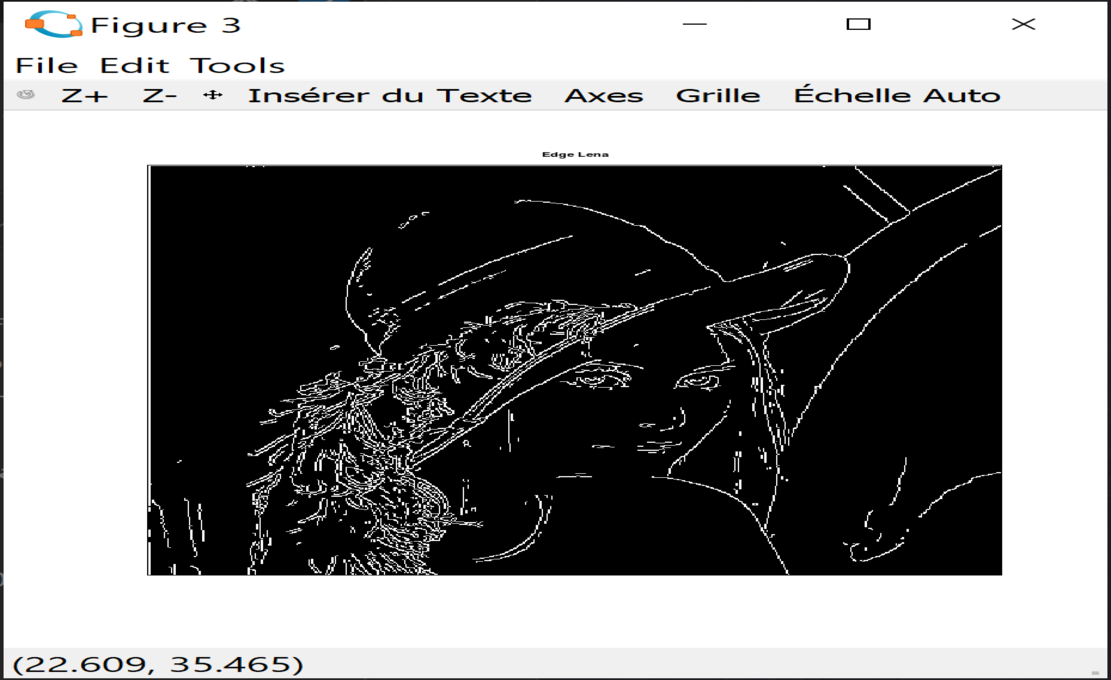 Figure 3
File Edit Tools
Z+ Z- Insérer du Texte Axes Grille Échelle Auto
Edge Lena
(22.609, 35.465)